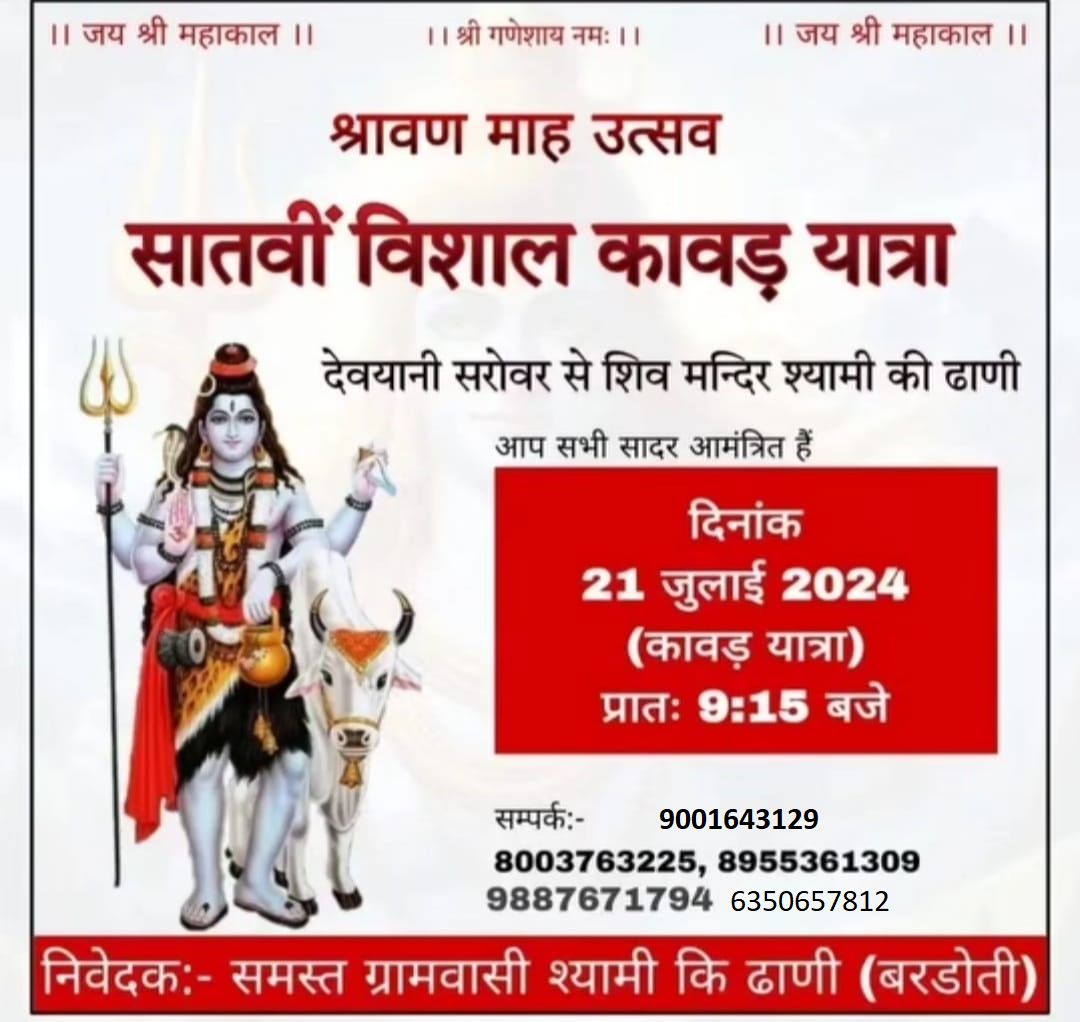 ।। जय श्री महाकाल ।। ।। श्री गणेशाय नमः ।। ।। जय श्री महाकाल ।।
श्रावण माह उत्सव
सातवीं विशाल कावड़ यात्रा
देवयानी सरोवर से शिव मन्दिर श्यामी की ढाणी
आप सभी सादर आमंत्रित हैं
दिनांक
21 जुलाई 2024
(कावड़ यात्रा)
प्रातः 9:15 बजे
सम्पर्क:- 9001643129
8003763225, 8955361309
9887671794 6350657812
निवेदक:- समस्त ग्रामवासी श्यामी कि ढाणी (बरडोती)